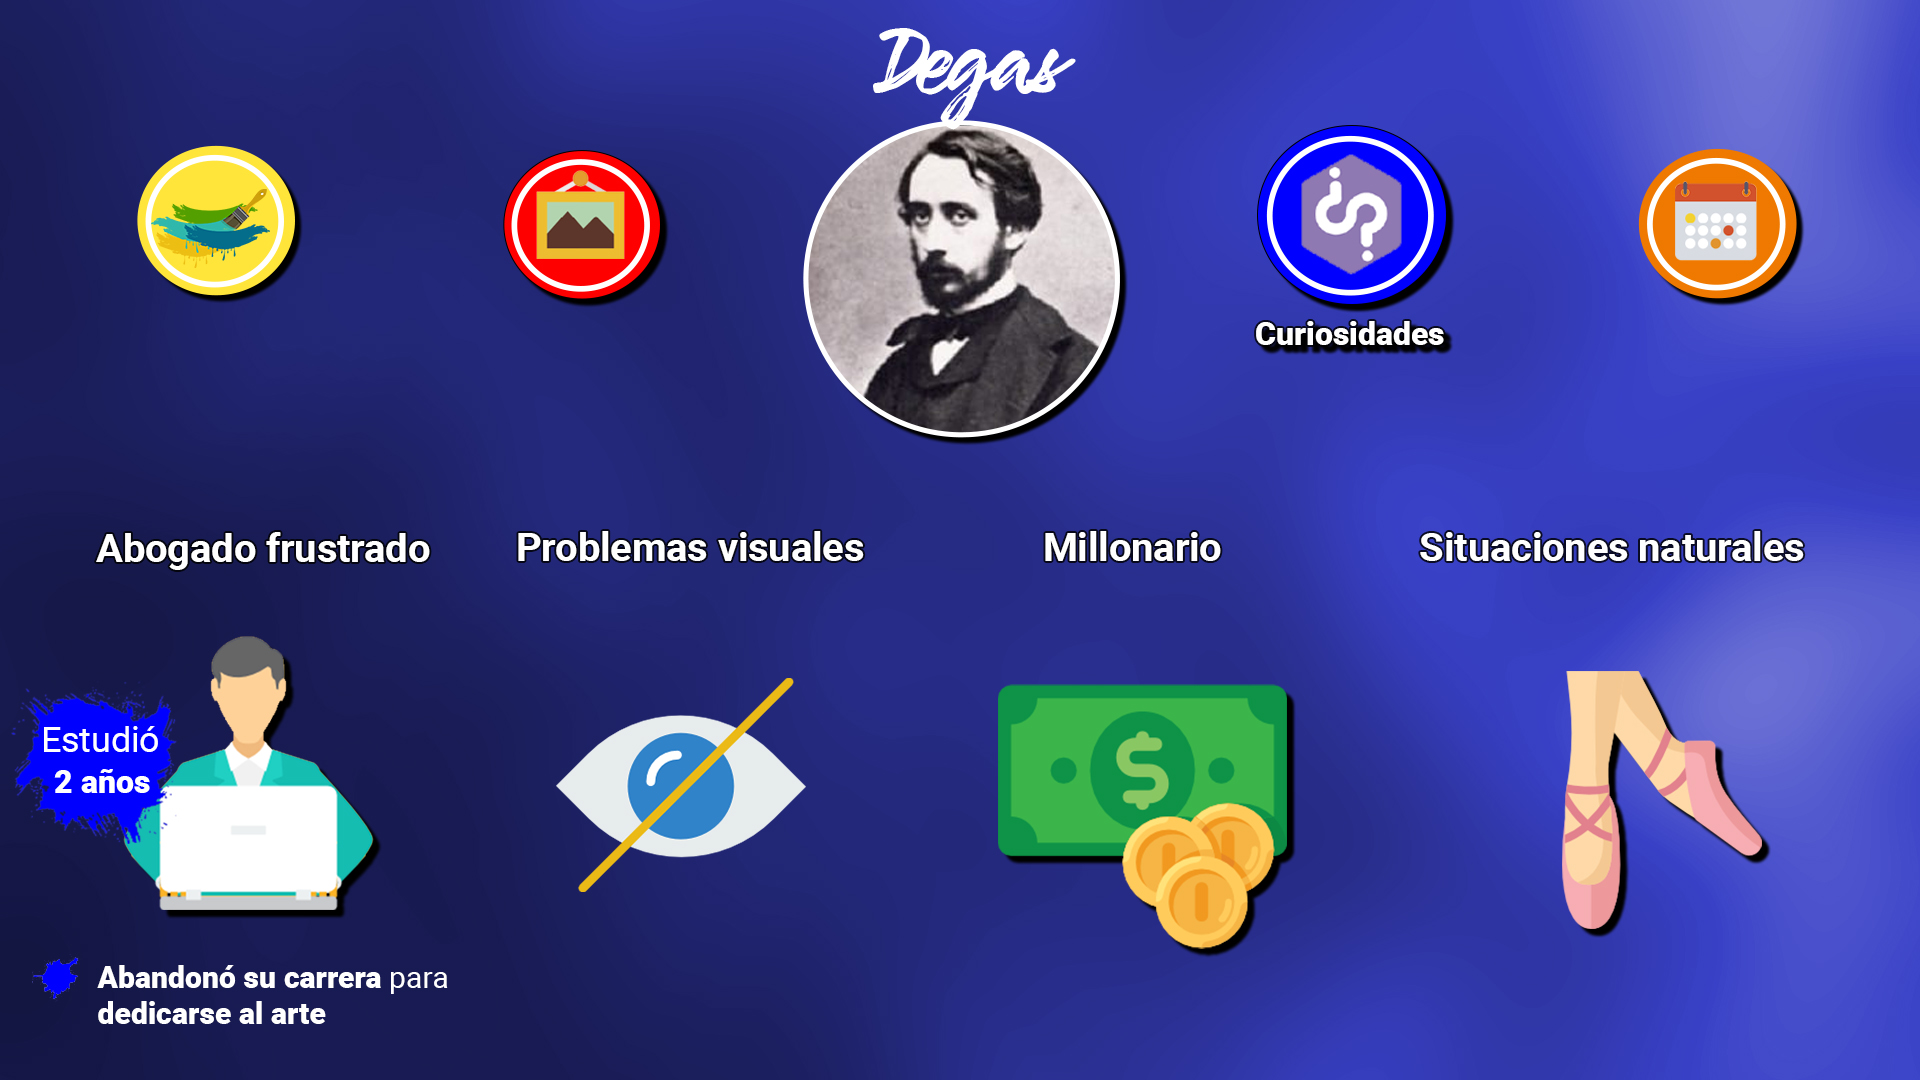 Degas
Curiosidades
Abogado frustrado
Problemas visuales
Millonario
Situaciones naturales
Estudió
2 años
Abandonó su carrera para
dedicarse al arte